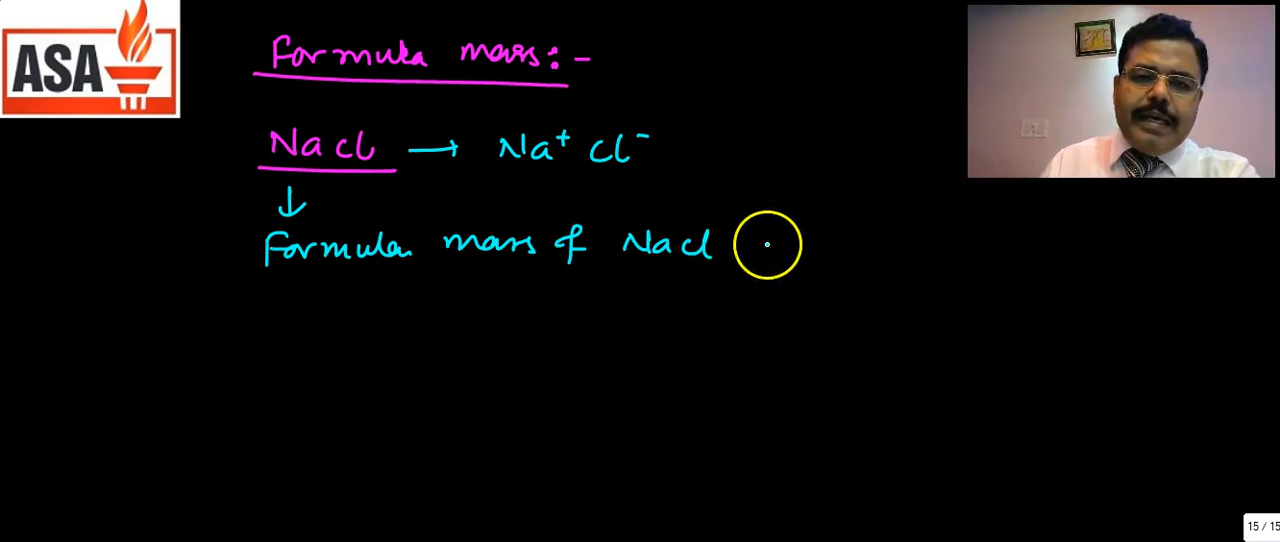 ASA
Formula mass:-
NaCl → Na⁺ Cl⁻
↓
Formula mass of NaCl
15 / 15